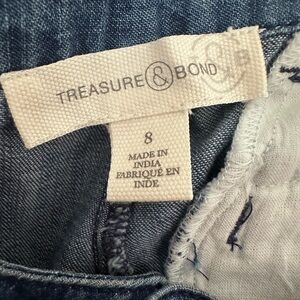 TREASURE & BOND
8
MADE IN
INDIA
FABRIQUÉ EN
INDE